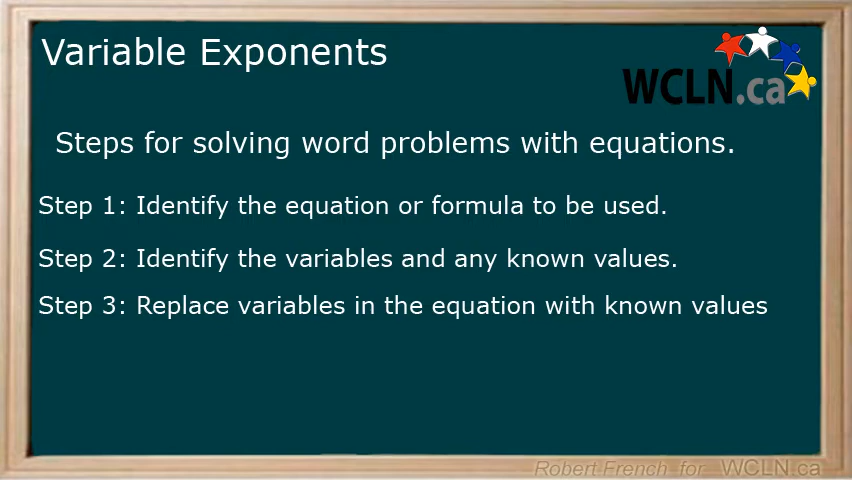 Variable Exponents
WCLN.ca
Steps for solving word problems with equations.
Step 1: Identify the equation or formula to be used.
Step 2: Identify the variables and any known values.
Step 3: Replace variables in the equation with known values
Robert French for WCLN.ca